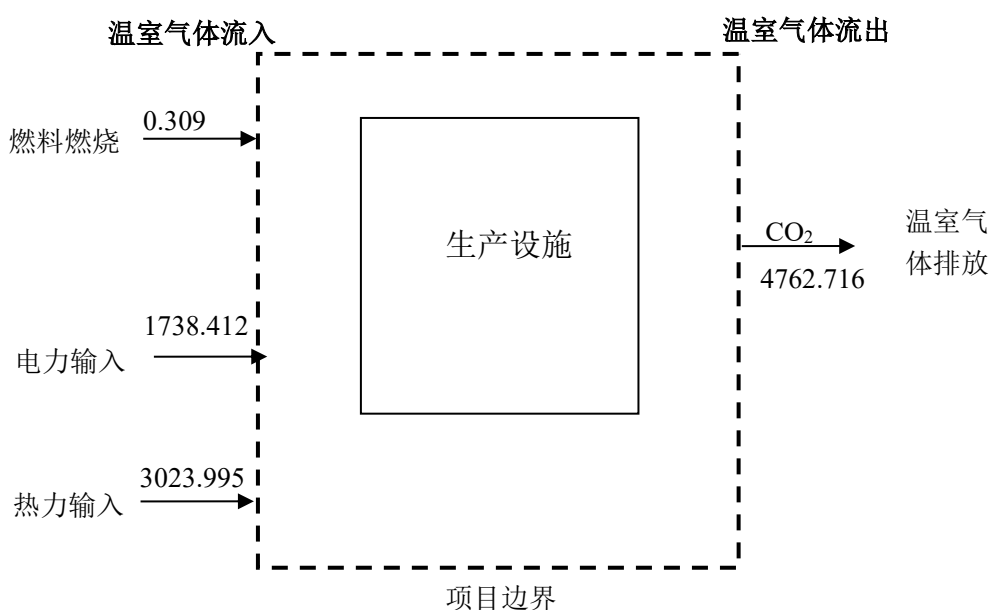 温室气体流入
温室气体流出
燃料燃烧
0.309
生产设施
CO₂
4762.716
温室气
体排放
电力输入
1738.412
热力输入
3023.995
项目边界